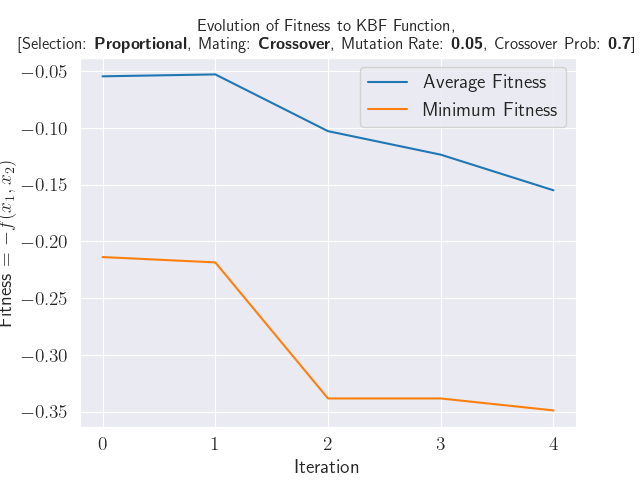 Evolution of Fitness to KBF Function,
[Selection: Proportional, Mating: Crossover, Mutation Rate: 0.05, Crossover Prob: 0.7]
Average Fitness
Minimum Fitness
Fitness = −f(x₁, x₂)
−0.05
−0.10
−0.15
−0.20
−0.25
−0.30
−0.35
0 1 2 3 4
Iteration